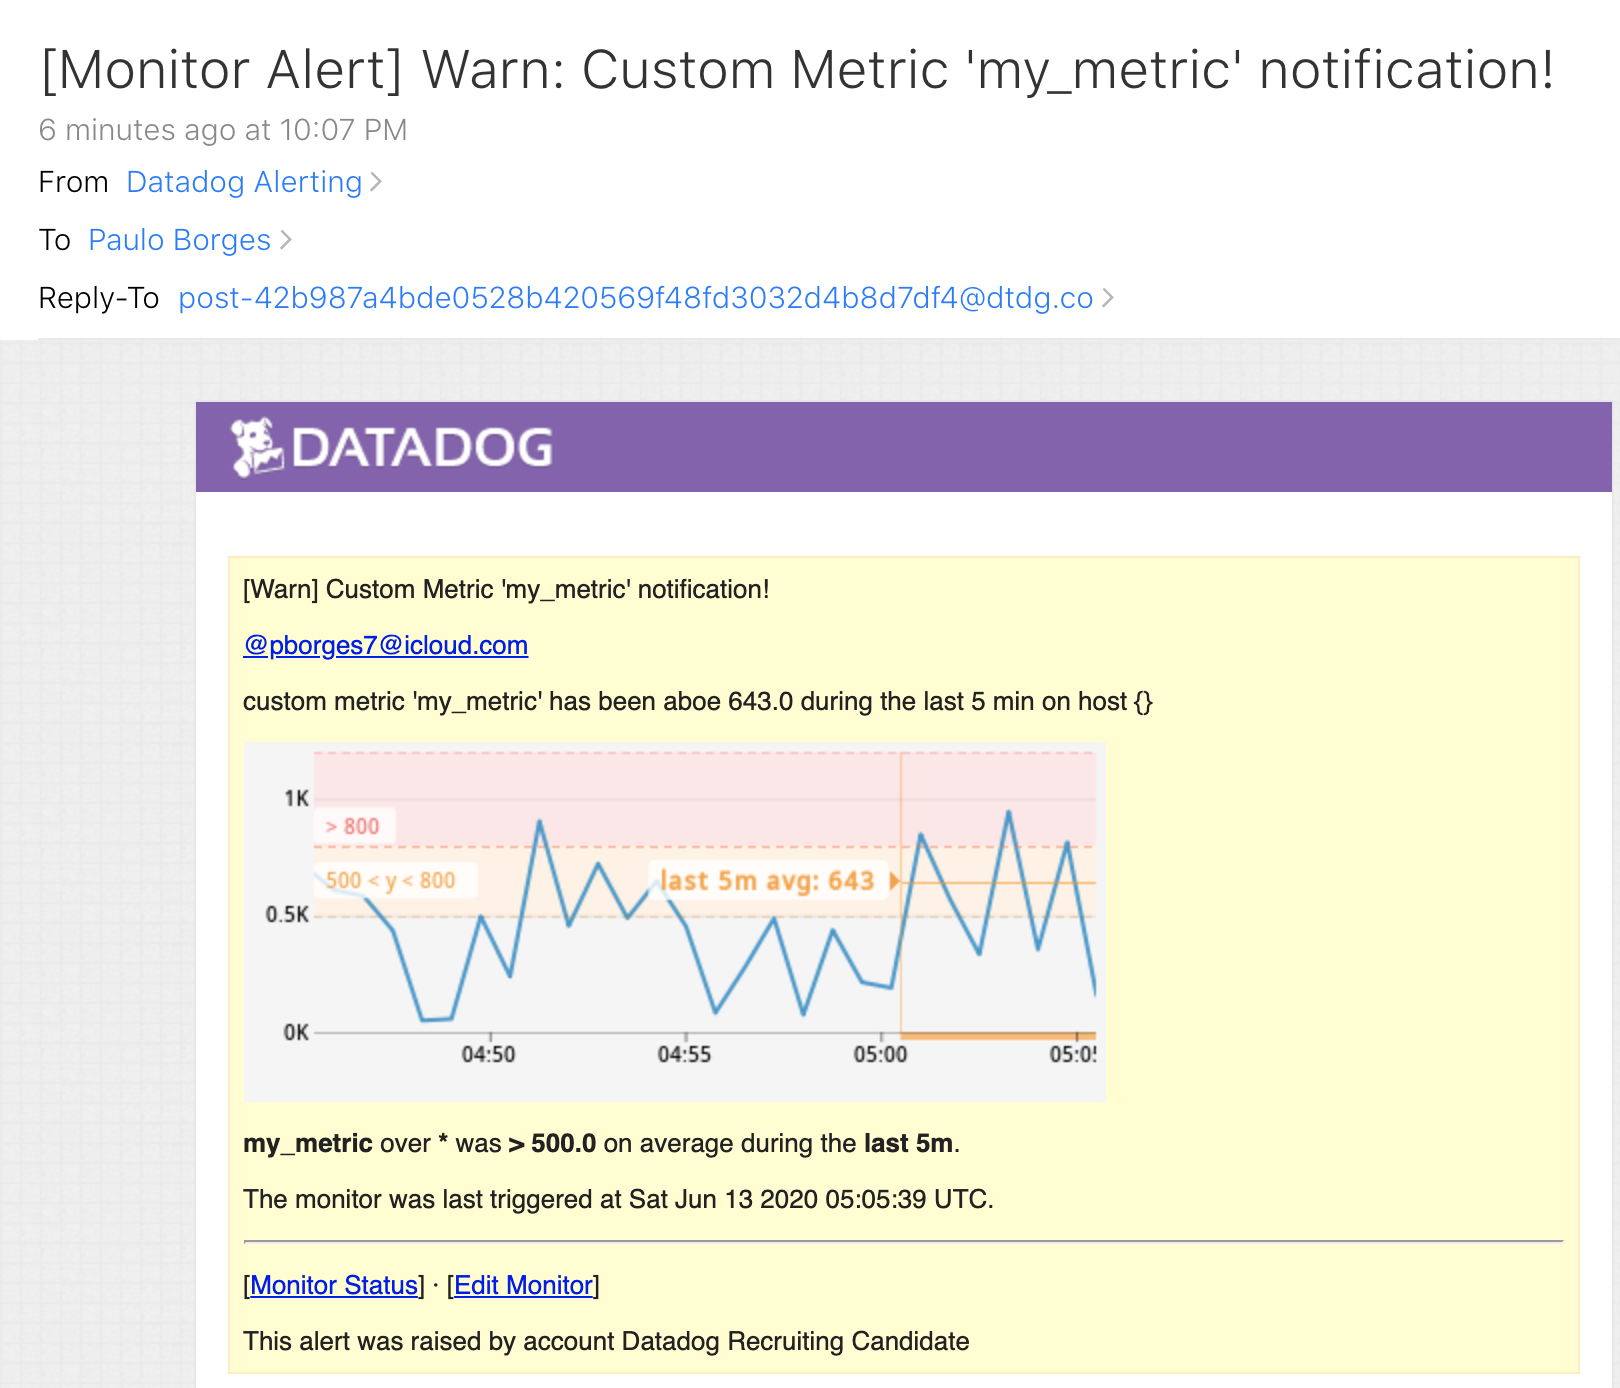 [Monitor Alert] Warn: Custom Metric 'my_metric' notification!
6 minutes ago at 10:07 PM
From Datadog Alerting
To Paulo Borges
Reply-To post-42b987a4bde0528b420569f48fd3032d4b8d7df4@dtdg.co
DATADOG
[Warn] Custom Metric 'my_metric' notification!
@pborges7@icloud.com
custom metric 'my_metric' has been aboe 643.0 during the last 5 min on host {}
1K
> 800
500 < y < 800
last 5m avg: 643
0.5K
0K
04:50 04:55 05:00 05:05
my_metric over * was > 500.0 on average during the last 5m.
The monitor was last triggered at Sat Jun 13 2020 05:05:39 UTC.
[Monitor Status] · [Edit Monitor]
This alert was raised by account Datadog Recruiting Candidate